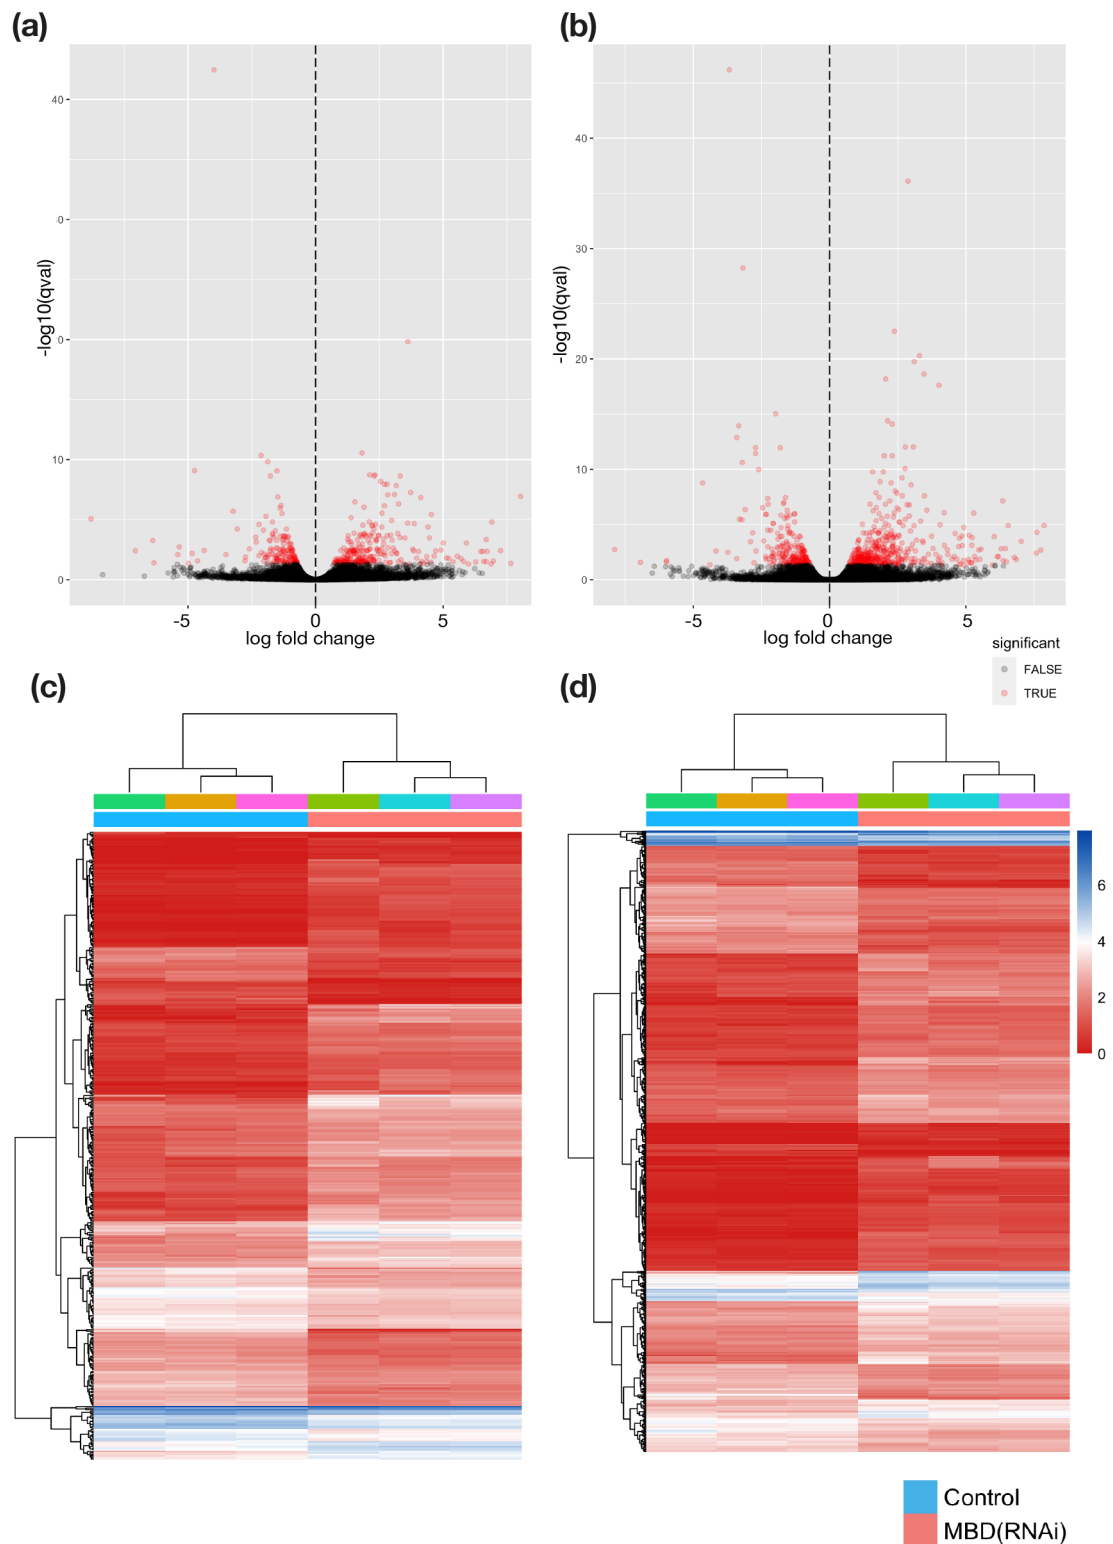 (a)
(b)
-log10(qval)
40
0
0
10
0
-5
0
5
log fold change
-log10(qval)
40
30
20
10
0
-5
0
5
log fold change
significant
FALSE
TRUE
(c)
(d)
6
4
2
0
Control
MBD(RNAi)